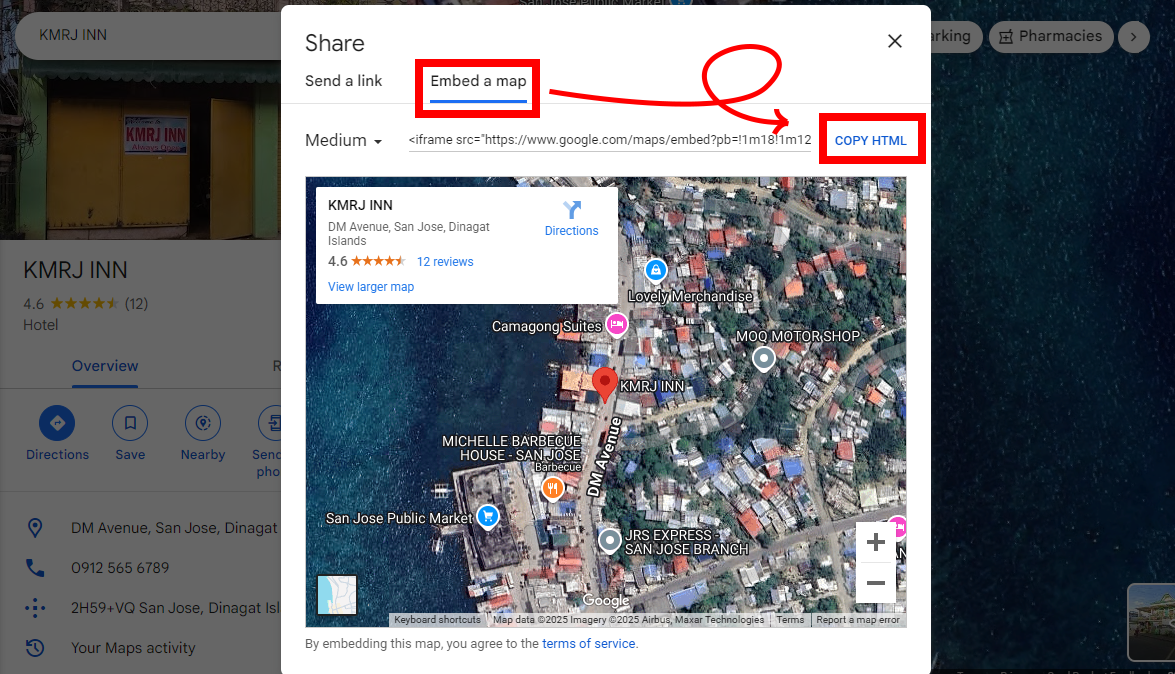 San Jose Public Market
KMRJ INN
arking
Pharmacies
KMRJ INN
Always Open
KMRJ INN
4.6
(12)
Hotel
Overview
R
Directions
Save
Nearby
Send
pho
DM Avenue, San Jose, Dinagat
0912 565 6789
2H59+VQ San Jose, Dinagat Isl
Your Maps activity
Share
Send a link
Embed a map
Medium
<iframe src="https://www.google.com/maps/embed?pb=!1m18!1m12
COPY HTML
KMRJ INN
DM Avenue, San Jose, Dinagat
Islands
4.6
12 reviews
View larger map
Directions
Lovely Merchandise
Camagong Suites
MOQ MOTOR SHOP
KMRJ INN
MICHELLE BARBECUE
HOUSE - SAN JOSE
Barbecue
DM Avenue
San Jose Public Market
JRS EXPRESS -
SAN JOSE BRANCH
AN
Google
Keyboard shortcuts
Map data ©2025 Imagery ©2025 Airbus, Maxar Technologies
Terms
Report a map error
By embedding this map, you agree to the terms of service.